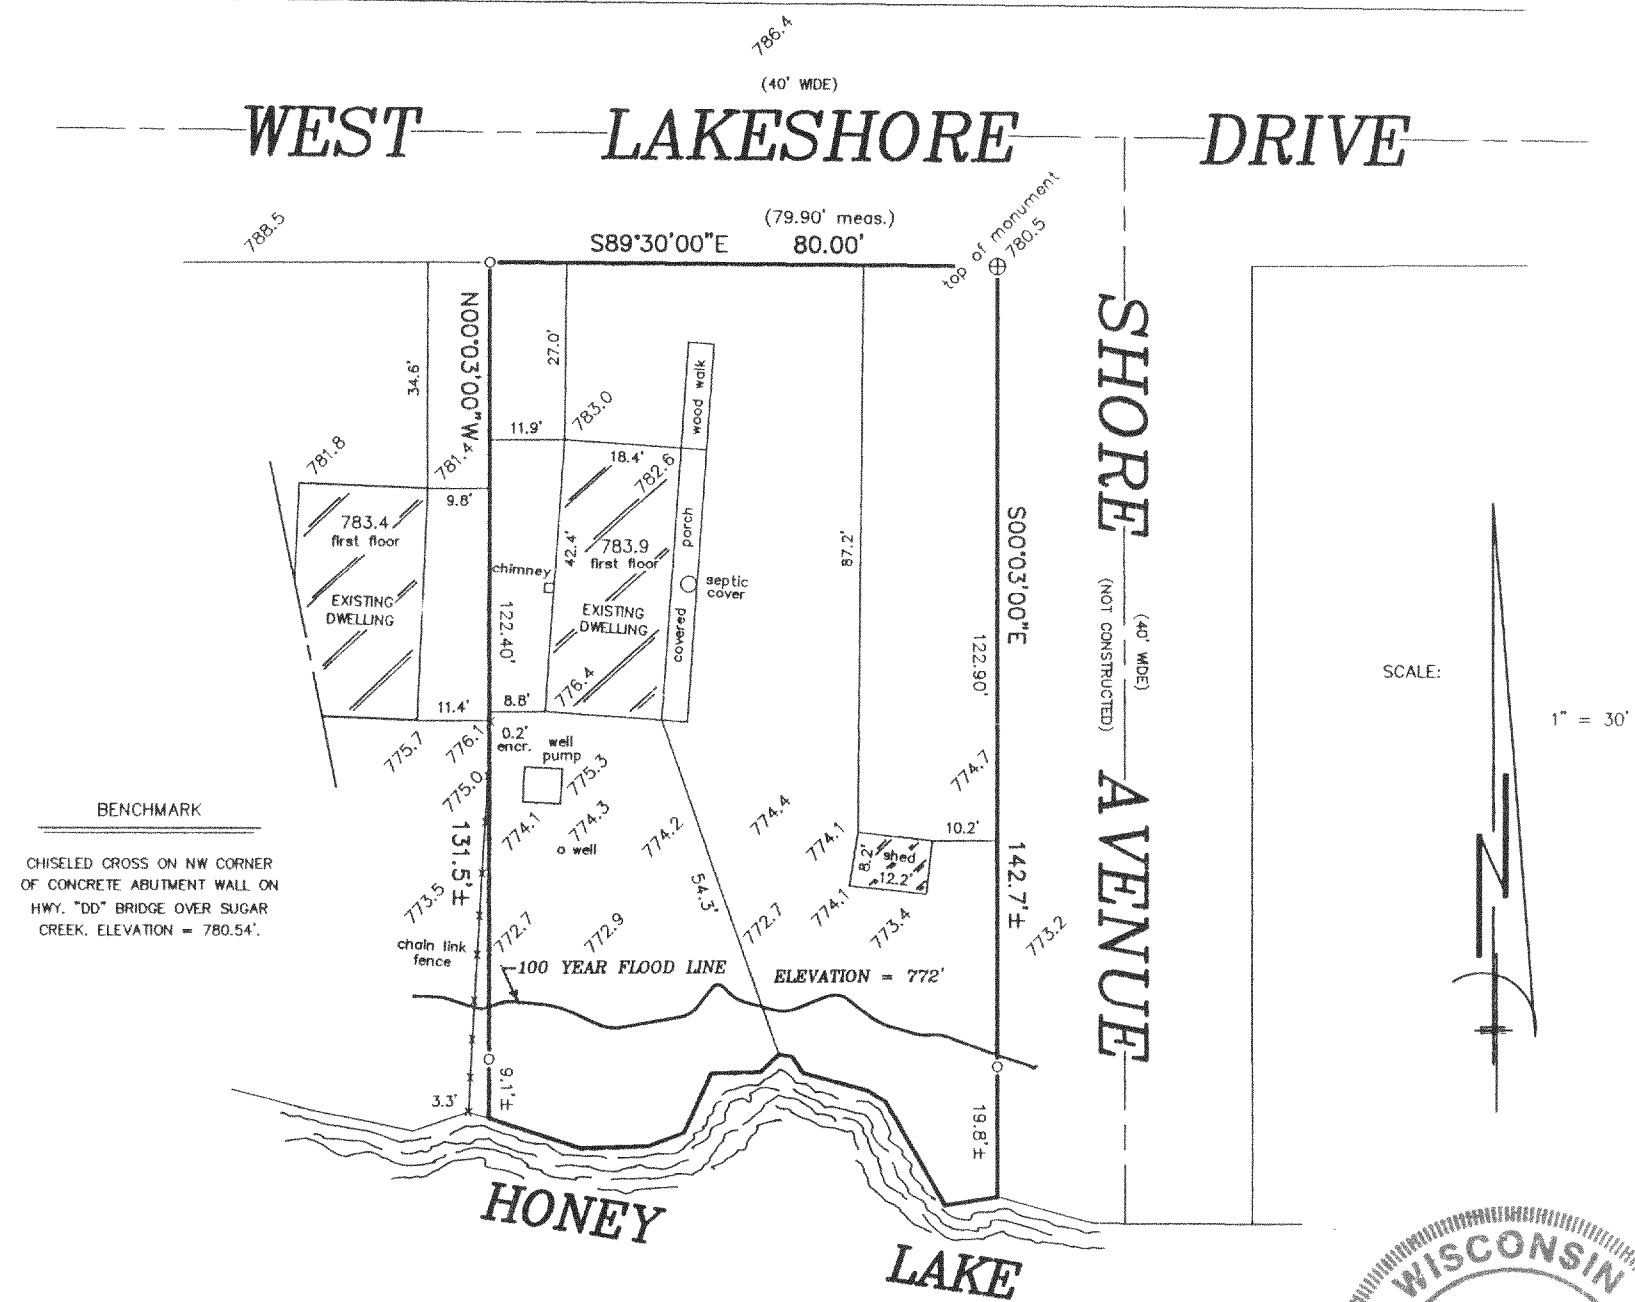 786.4
(40' WIDE)
WEST LAKESHORE DRIVE
788.5
(79.90' meas.)
S89°30'00"E 80.00'
top of monument
780.5
N00°03'00"W
34.6'
27.0'
wood walk
SHORE
11.9'
783.0
781.8
781.4
18.4'
782.6
9.8'
783.4
first floor
42.4'
783.9
first floor
porch
87.2'
S00°03'00"E
chimney
septic
cover
EXISTING
DWELLING
EXISTING
DWELLING
covered
122.40'
122.90'
(NOT CONSTRUCTED)
(40' WIDE)
SCALE:
1" = 30'
776.4
11.4'
8.8'
775.7
776.1
0.2'
encr.
well
pump
775.3
775.0
774.7
AVENUE
BENCHMARK
CHISELED CROSS ON NW CORNER
OF CONCRETE ABUTMENT WALL ON
HWY. "DD" BRIDGE OVER SUGAR
CREEK. ELEVATION = 780.54'.
131.5'±
774.1
774.3
o well
774.2
774.4
774.1
10.2'
8.2'
shed
12.2'
142.7'±
773.5
54.3'
774.1
772.7
772.9
772.7
773.4
773.2
chain link
fence
100 YEAR FLOOD LINE ELEVATION = 772'
N
9.1'±
3.3'
19.8'±
HONEY
LAKE
WISCONSIN